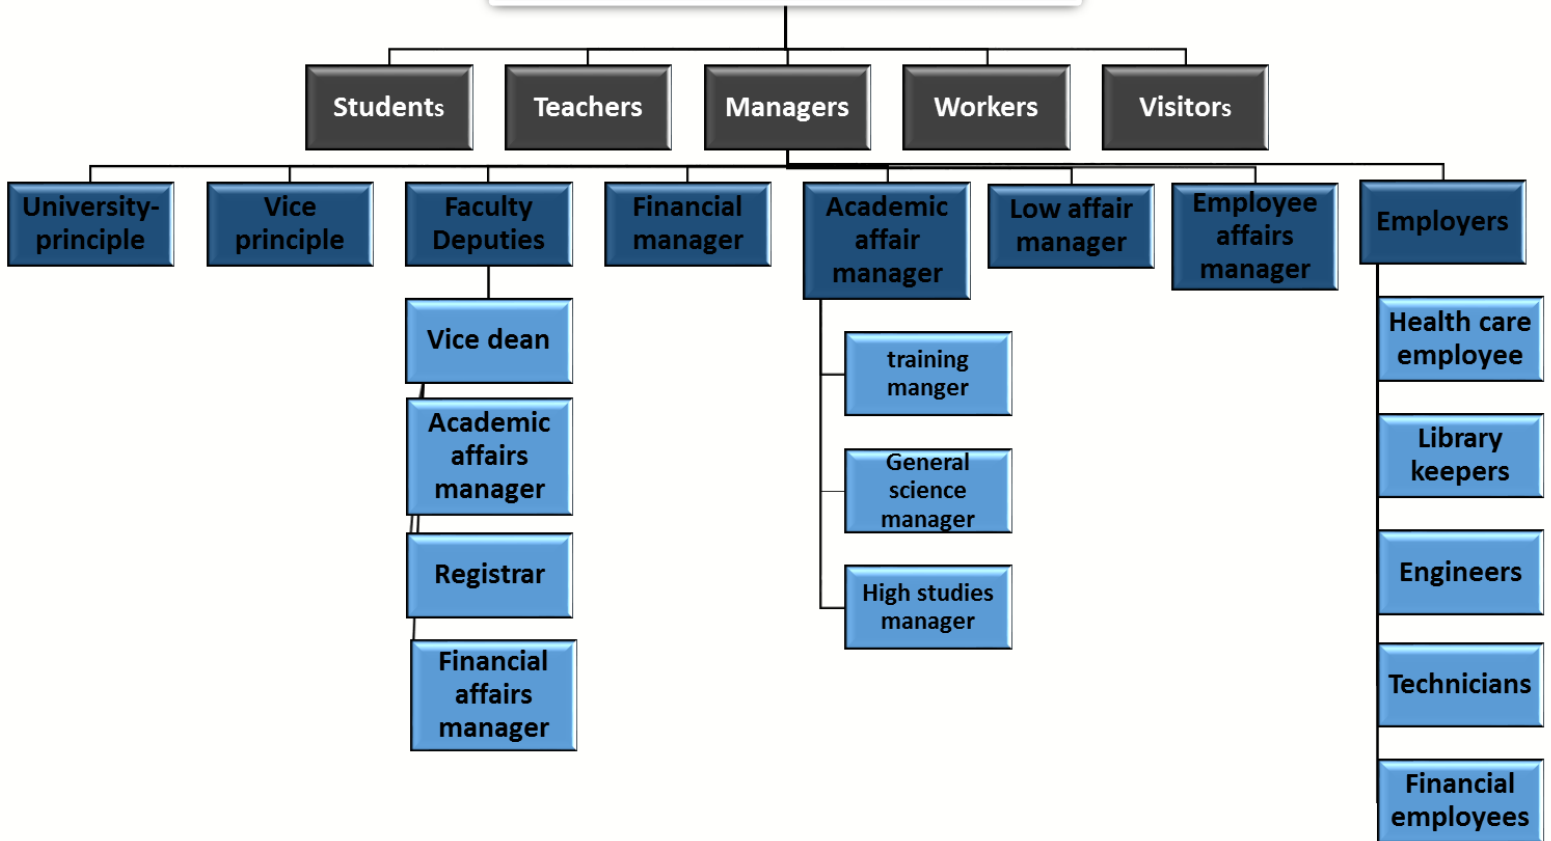 Students
Teachers
Managers
Workers
Visitors
University-
principle
Vice
principle
Faculty
Deputies
Financial
manager
Academic
affair
manager
Low affair
manager
Employee
affairs
manager
Employers
Vice dean
Academic
affairs
manager
Registrar
Financial
affairs
manager
training
manger
General
science
manager
High studies
manager
Health care
employee
Library
keepers
Engineers
Technicians
Financial
employees